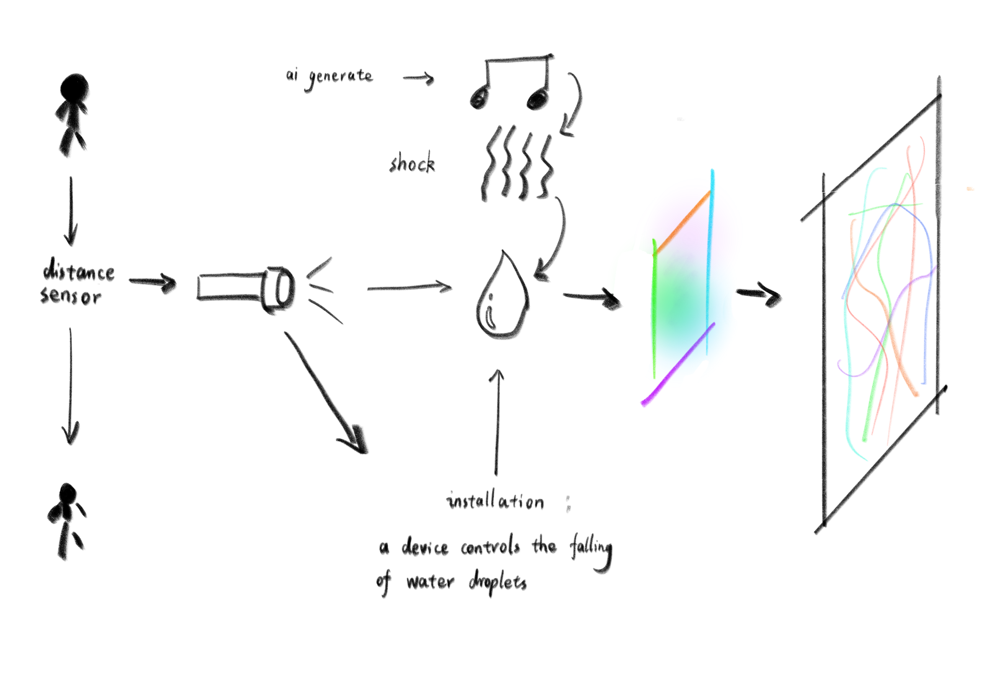 ai generate
shock
distance
sensor
installation :
a device controls the falling
of water droplets